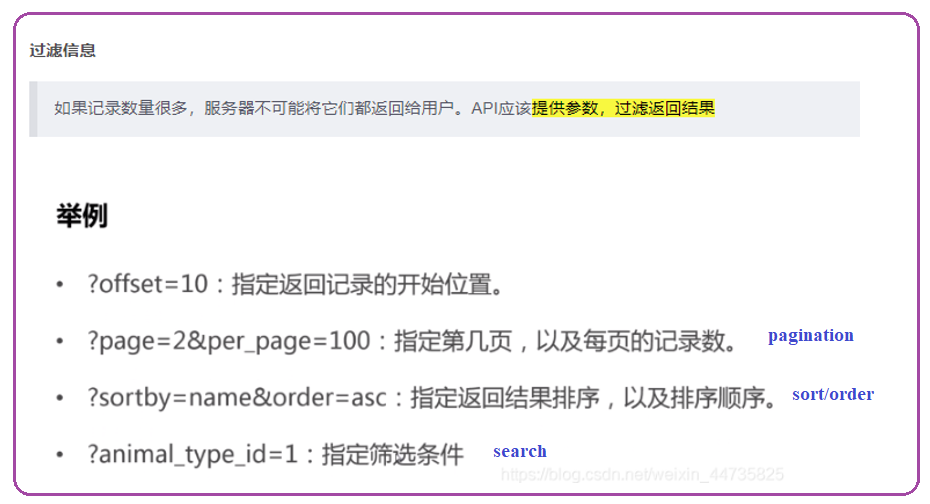 过滤信息
如果记录数量很多，服务器不可能将它们都返回给用户。API应该提供参数，过滤返回结果
举例
• ?offset=10：指定返回记录的开始位置。
• ?page=2&per_page=100：指定第几页，以及每页的记录数。 pagination
• ?sortby=name&order=asc：指定返回结果排序，以及排序顺序。 sort/order
• ?animal_type_id=1：指定筛选条件 search
https://blog.csdn.net/weixin_44735825